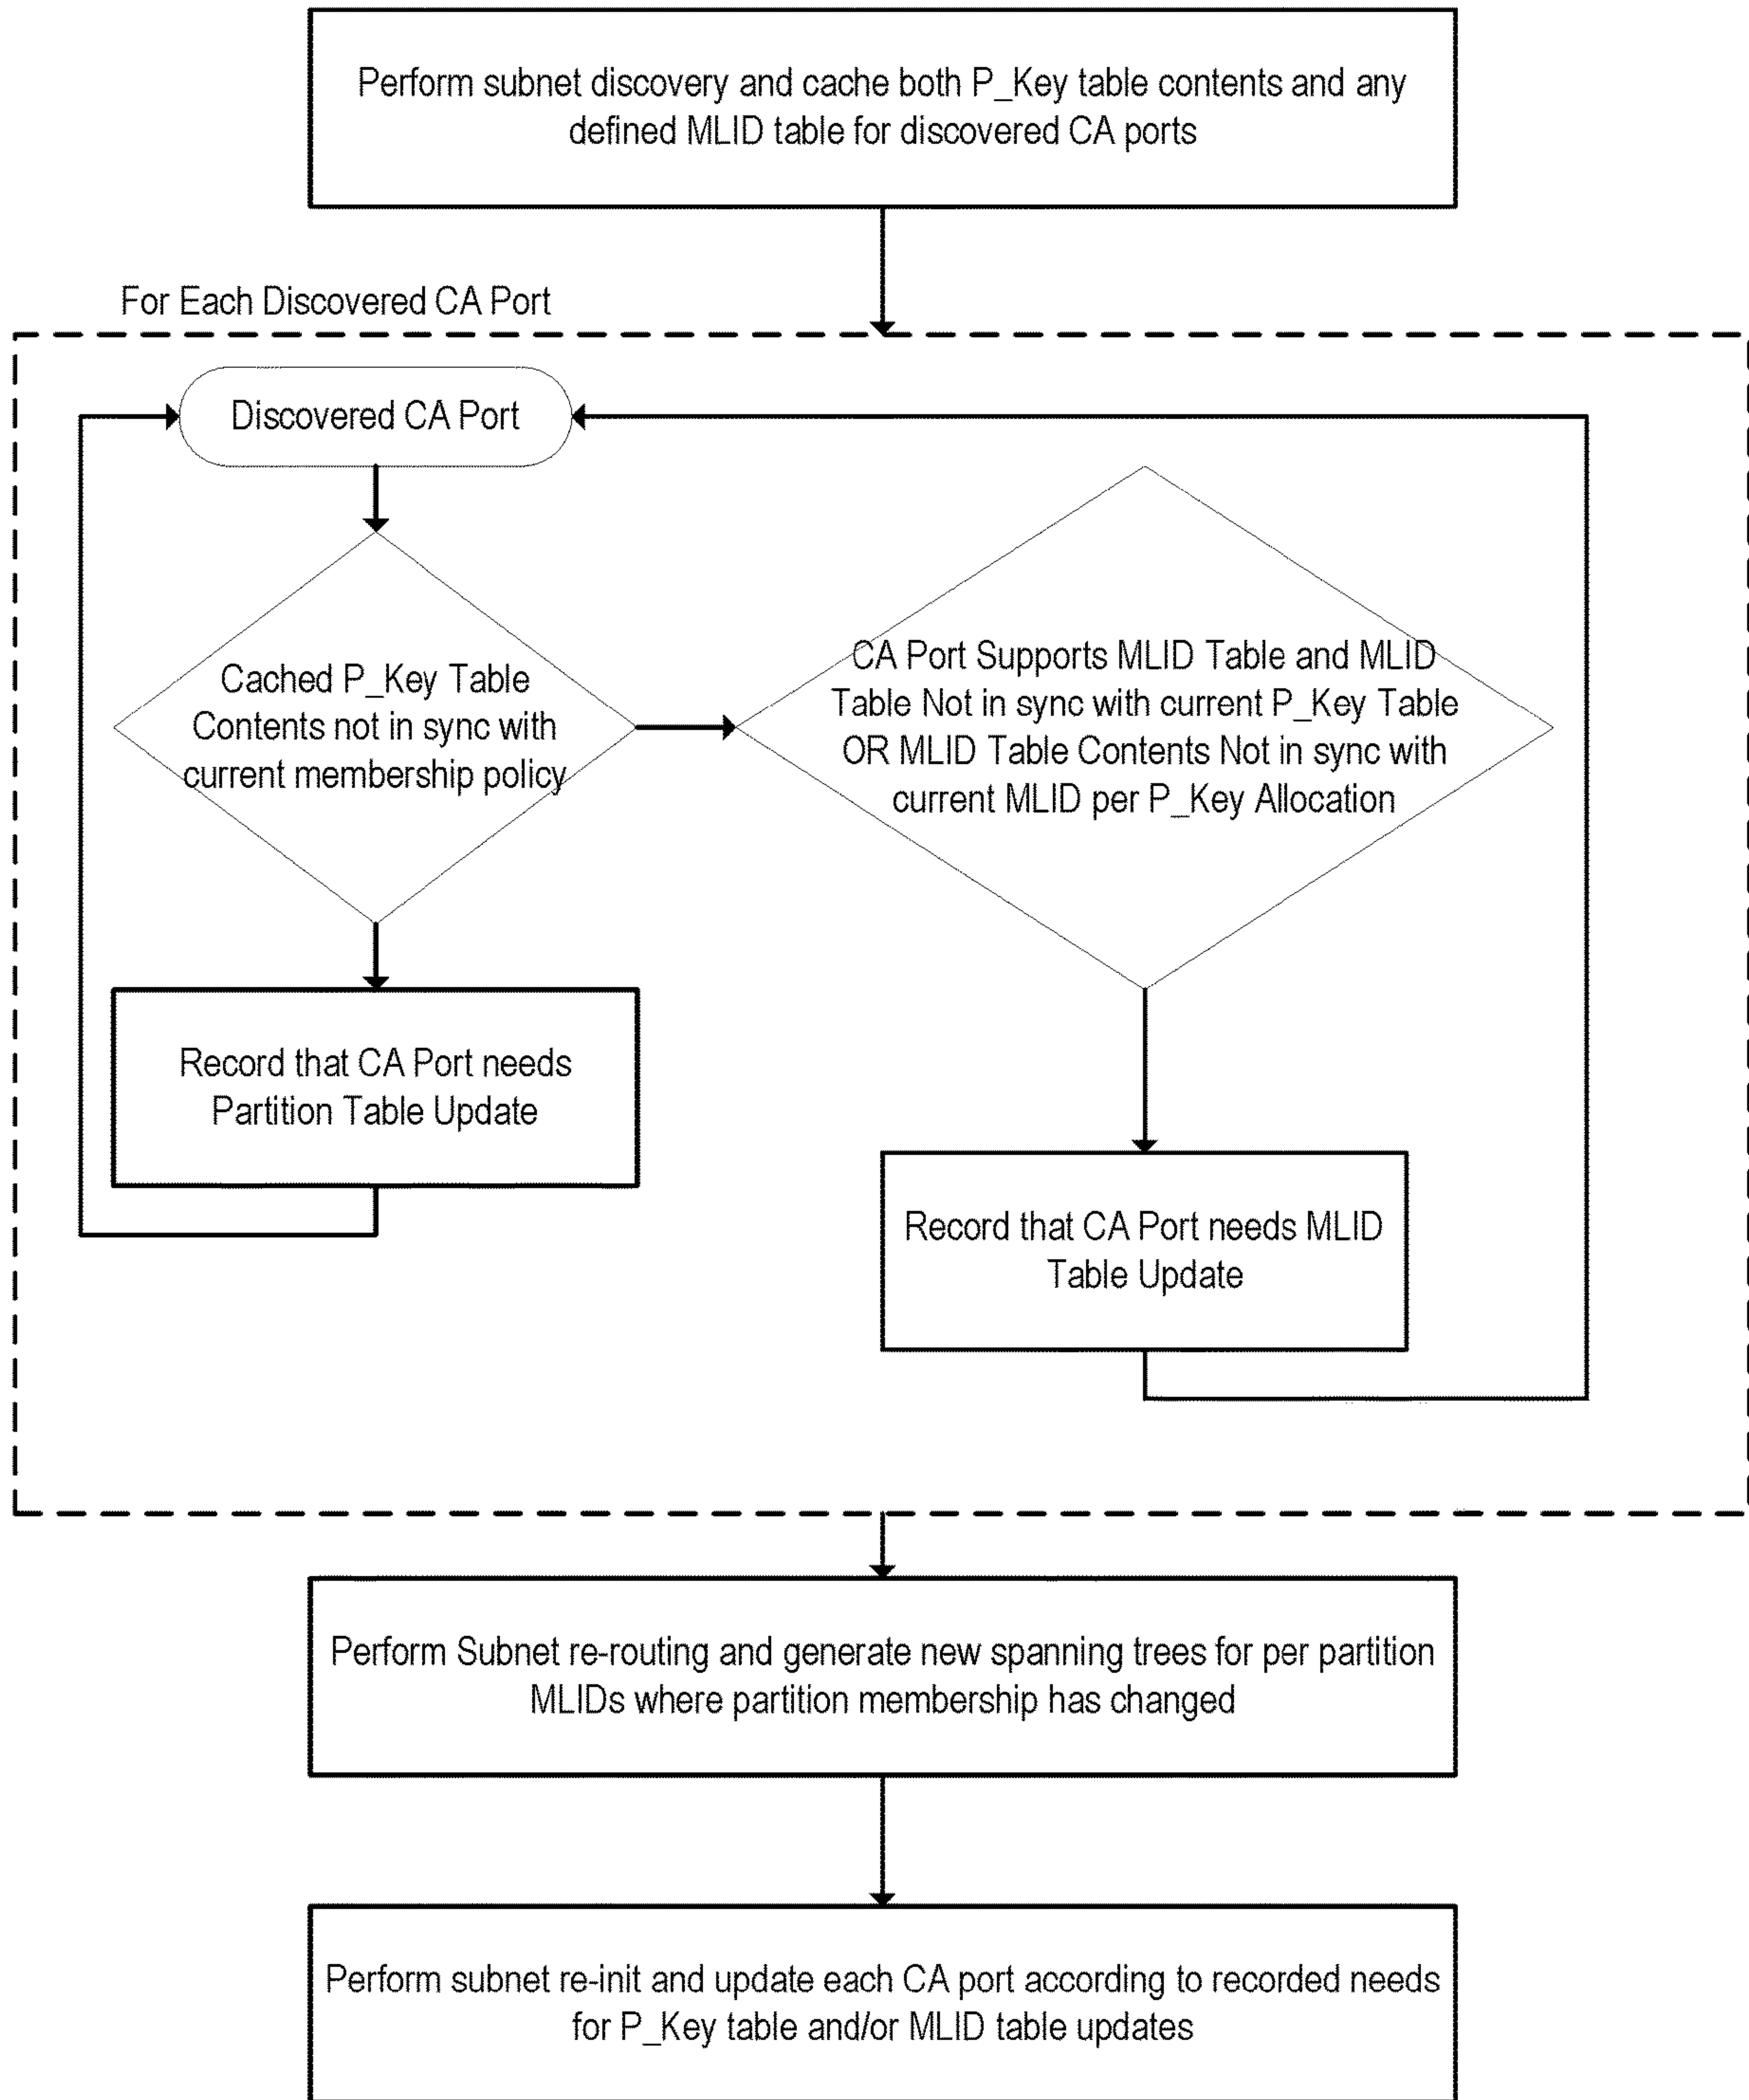 Perform subnet discovery and cache both P_Key table contents and any
defined MLID table for discovered CA ports
For Each Discovered CA Port
Discovered CA Port
Cached P_Key Table
Contents not in sync with
current membership policy
CA Port Supports MLID Table and MLID
Table Not in sync with current P_Key Table
OR MLID Table Contents Not in sync with
current MLID per P_Key Allocation
Record that CA Port needs
Partition Table Update
Record that CA Port needs MLID
Table Update
Perform Subnet re-routing and generate new spanning trees for per partition
MLIDs where partition membership has changed
Perform subnet re-init and update each CA port according to recorded needs
for P_Key table and/or MLID table updates